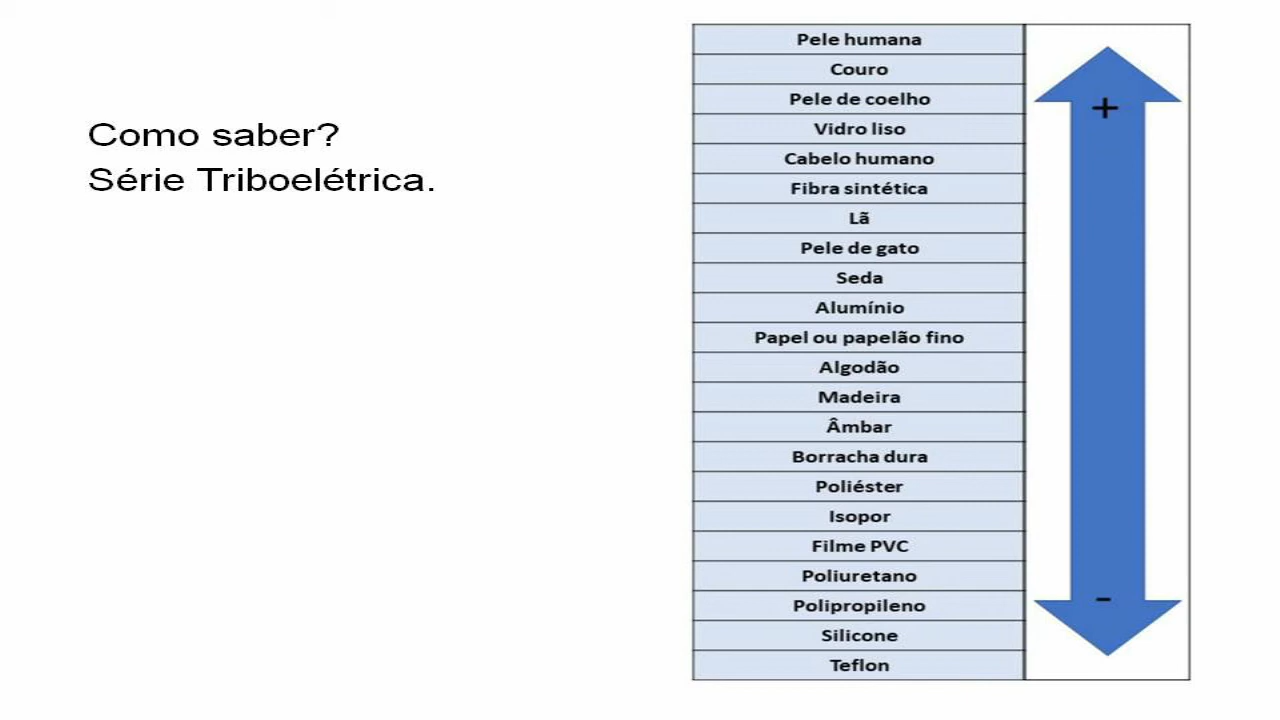 Como saber?
Série Triboelétrica.
Pele humana
Couro
Pele de coelho
Vidro liso
Cabelo humano
Fibra sintética
Lã
Pele de gato
Seda
Alumínio
Papel ou papelão fino
Algodão
Madeira
Âmbar
Borracha dura
Poliéster
Isopor
Filme PVC
Poliuretano
Polipropileno
Silicone
Teflon
+
-